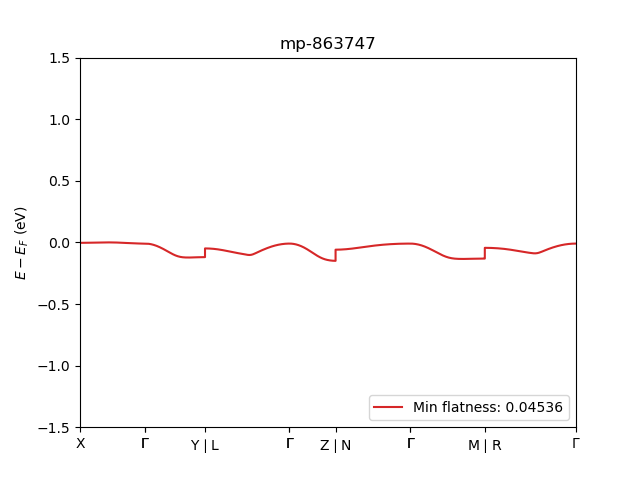 mp-863747
1.5
1.0
0.5
0.0
−0.5
−1.0
−1.5
E − E_F (eV)
Min flatness: 0.04536
X Γ Y | L Γ Z | N Γ M | R Γ